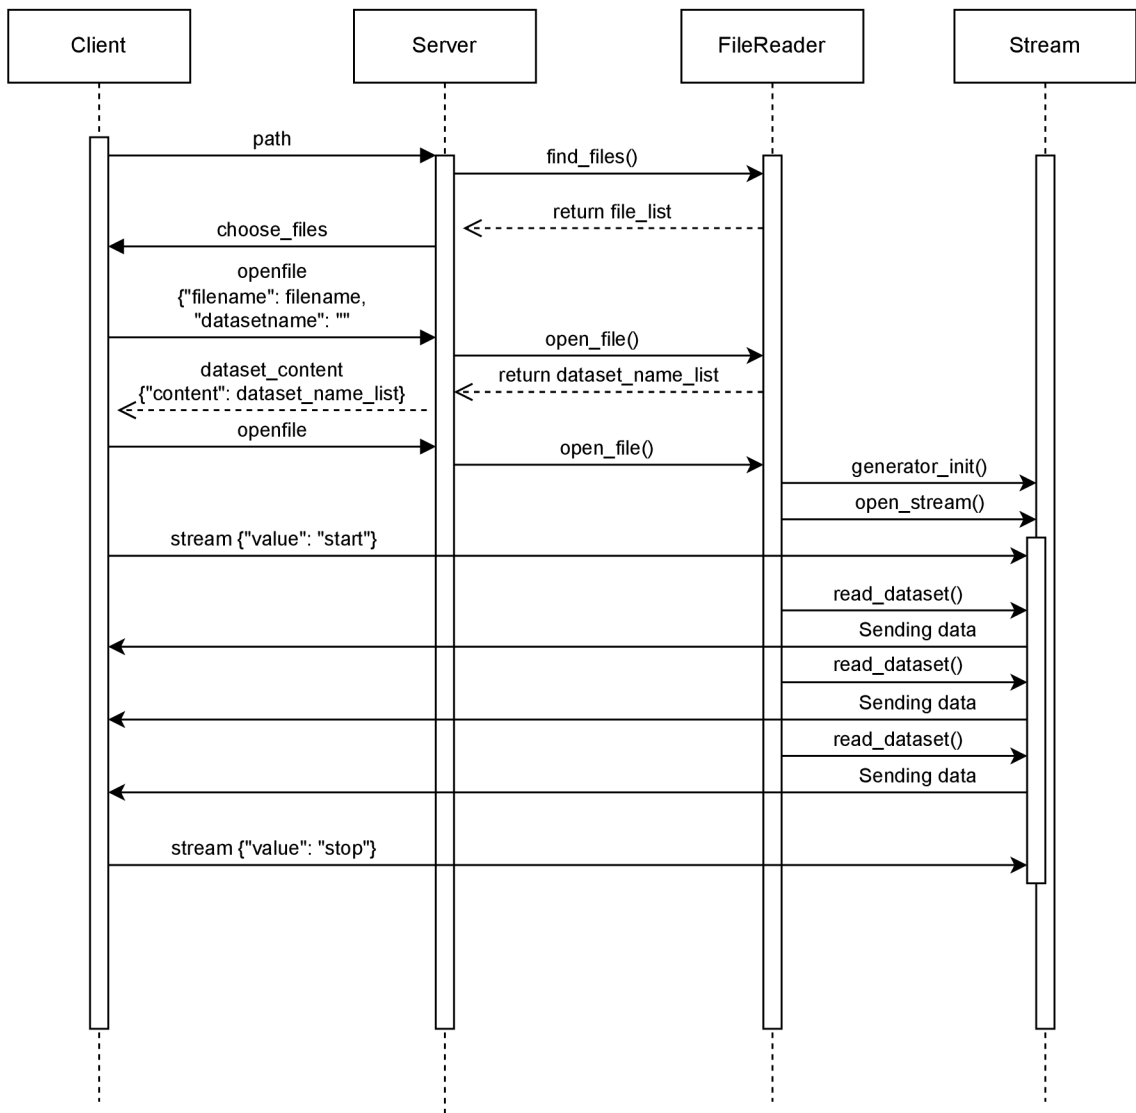 Client
Server
FileReader
Stream
path
find_files()
return file_list
choose_files
openfile
{"filename": filename,
"datasetname": ""
open_file()
return dataset_name_list
dataset_content
{"content": dataset_name_list}
openfile
open_file()
generator_init()
open_stream()
stream {"value": "start"}
read_dataset()
Sending data
read_dataset()
Sending data
read_dataset()
Sending data
stream {"value": "stop"}